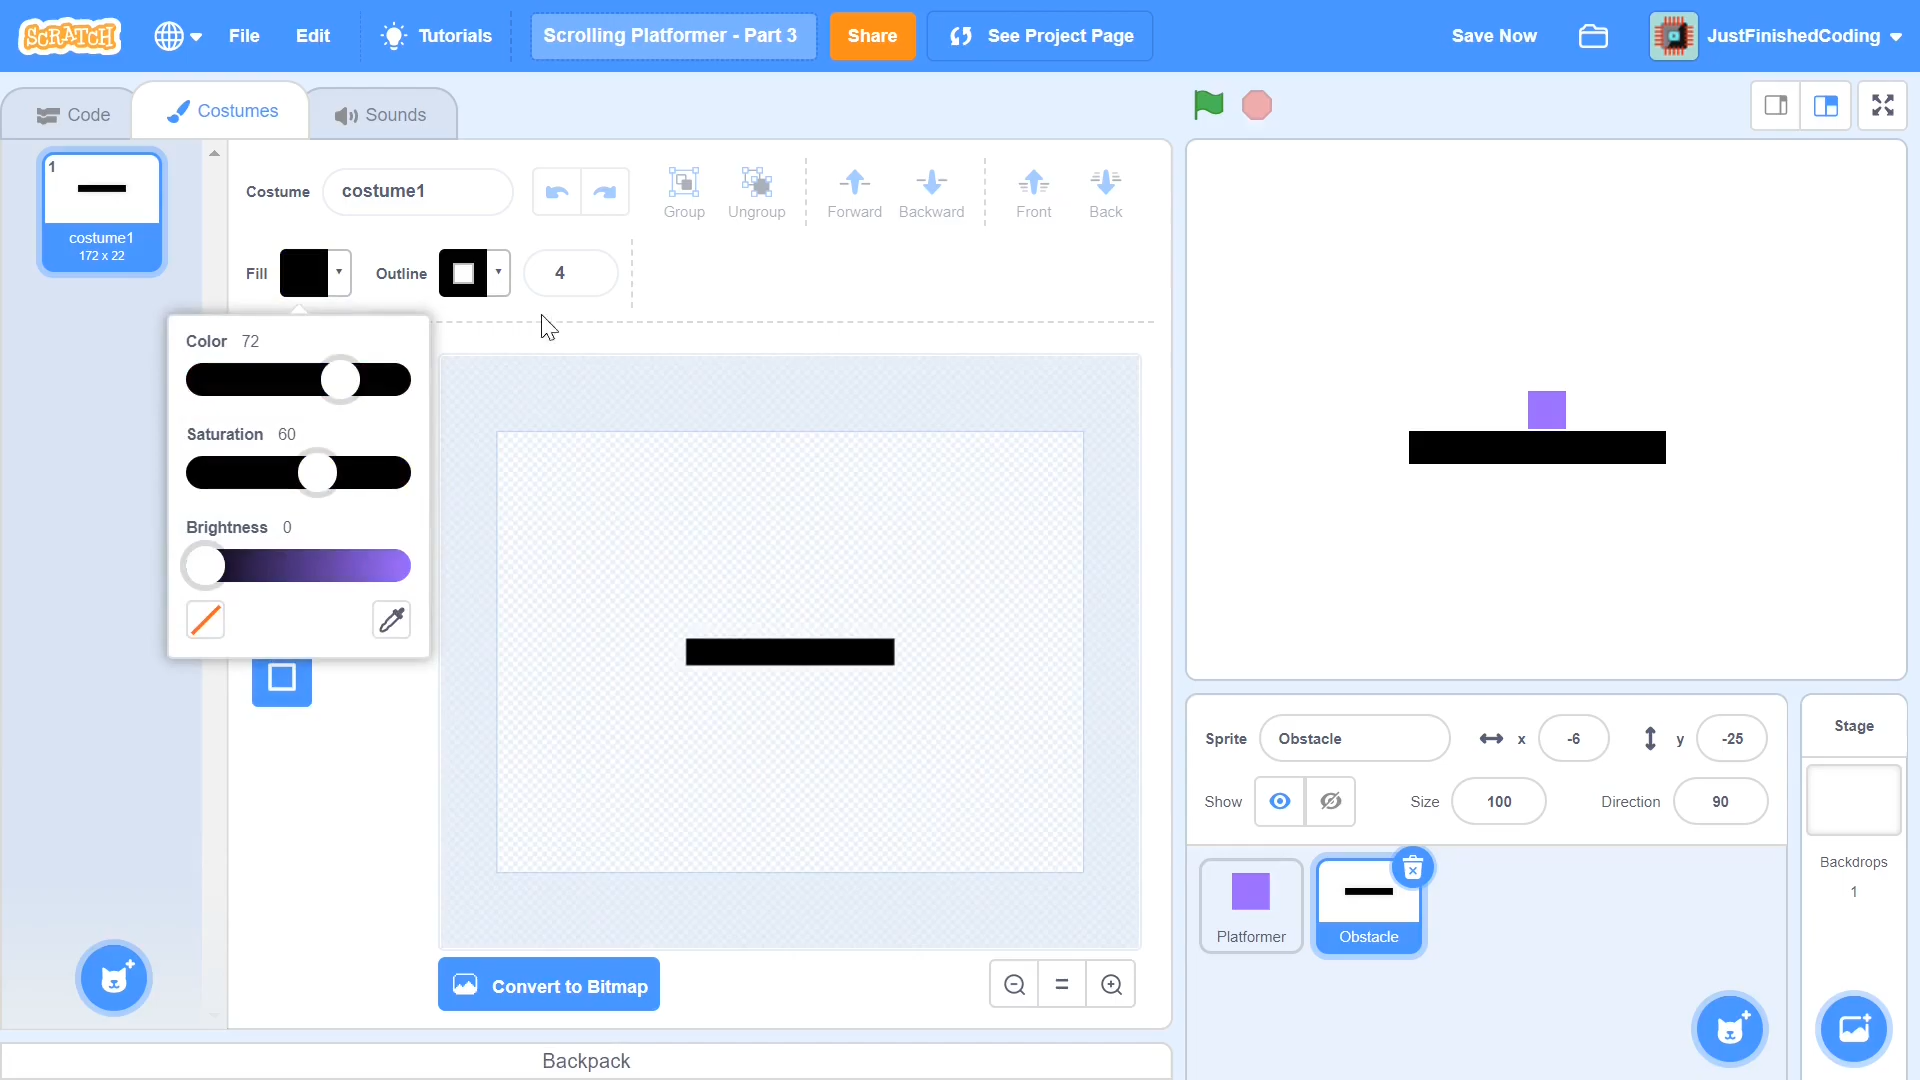 SCRATCH File Edit Tutorials Scrolling Platformer - Part 3 Share See Project Page Save Now JustFinishedCoding
Code Costumes Sounds
1
costume1
172 x 22
Costume costume1 Group Ungroup Forward Backward Front Back
Fill Outline 4
Color 72
Saturation 60
Brightness 0
Convert to Bitmap
Backpack
Sprite Obstacle x -6 y -25
Show Size 100 Direction 90
Platformer Obstacle
Stage
Backdrops
1